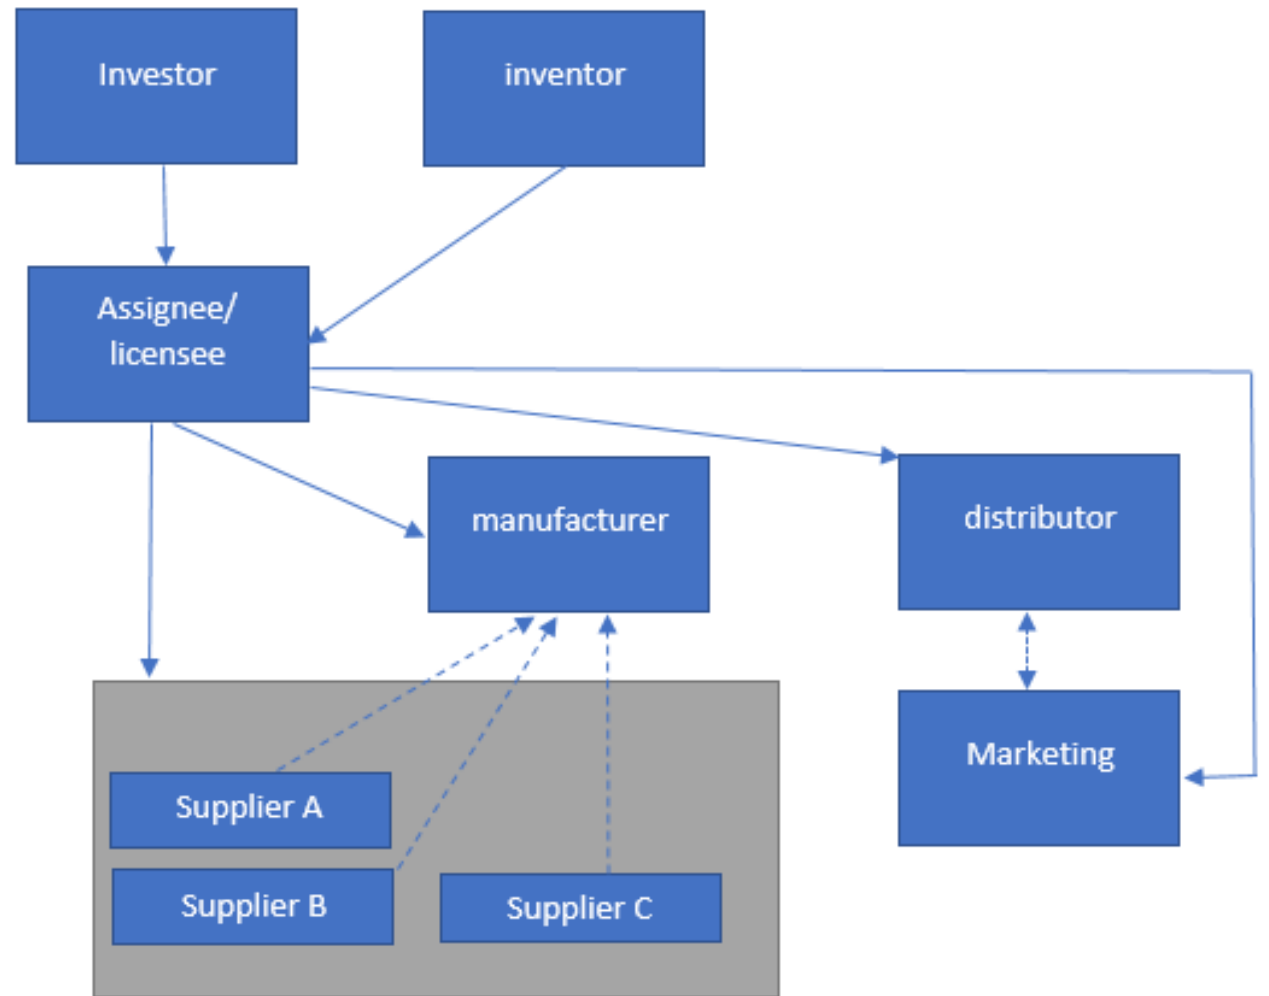 Investor
inventor
Assignee/
licensee
manufacturer
distributor
Marketing
Supplier A
Supplier B
Supplier C